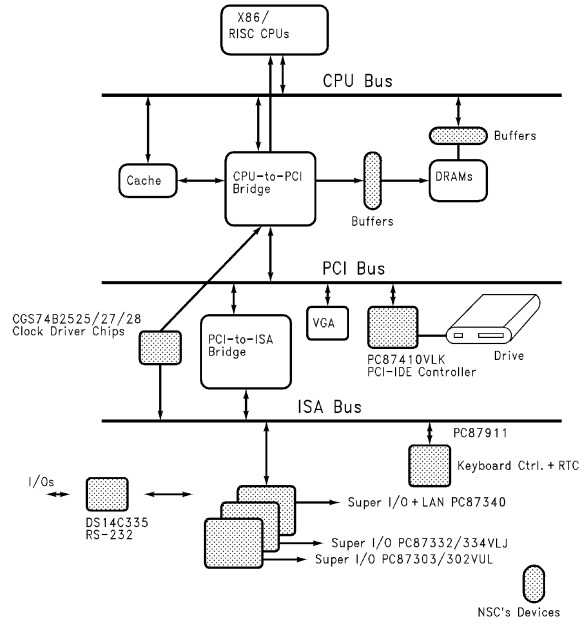 X86/
RISC CPUs
CPU Bus
Buffers
Cache
CPU-to-PCI
Bridge
DRAMs
Buffers
PCI Bus
CGS74B2525/27/28
Clock Driver Chips
PCI-to-ISA
Bridge
VGA
PC87410VLK
PCI-IDE Controller
Drive
ISA Bus
PC87911
Keyboard Ctrl. + RTC
I/Os
DS14C335
RS-232
Super I/O + LAN PC87340
Super I/O PC87332/334VLJ
Super I/O PC87303/302VUL
NSC's Devices